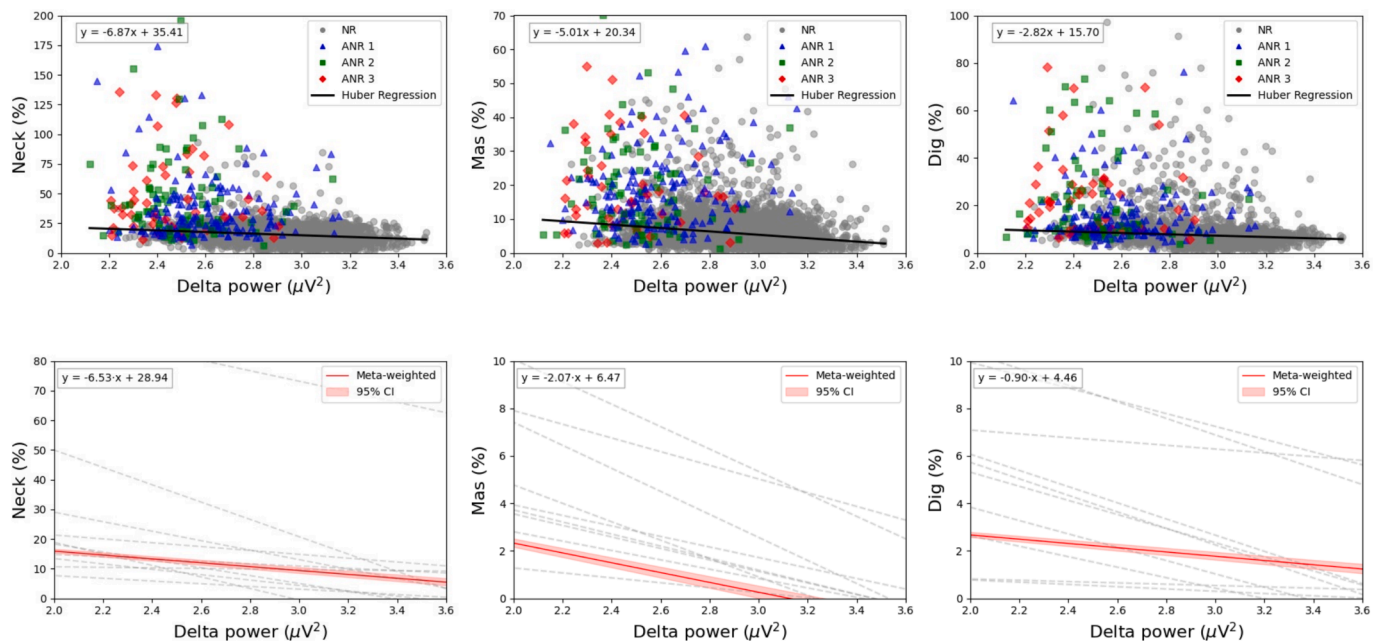 y = -6.87x + 35.41
NR
ANR 1
ANR 2
ANR 3
Huber Regression
200
175
150
125
100
75
50
25
0
Neck (%)
2.0 2.2 2.4 2.6 2.8 3.0 3.2 3.4 3.6
Delta power (μV²)
y = -5.01x + 20.34
NR
ANR 1
ANR 2
ANR 3
Huber Regression
70
60
50
40
30
20
10
0
Mas (%)
2.0 2.2 2.4 2.6 2.8 3.0 3.2 3.4 3.6
Delta power (μV²)
y = -2.82x + 15.70
NR
ANR 1
ANR 2
ANR 3
Huber Regression
100
80
60
40
20
0
Dig (%)
2.0 2.2 2.4 2.6 2.8 3.0 3.2 3.4 3.6
Delta power (μV²)
y = -6.53·x + 28.94
Meta-weighted
95% CI
80
70
60
50
40
30
20
10
0
Neck (%)
2.0 2.2 2.4 2.6 2.8 3.0 3.2 3.4 3.6
Delta power (μV²)
y = -2.07·x + 6.47
Meta-weighted
95% CI
10
8
6
4
2
0
Mas (%)
2.0 2.2 2.4 2.6 2.8 3.0 3.2 3.4 3.6
Delta power (μV²)
y = -0.90·x + 4.46
Meta-weighted
95% CI
10
8
6
4
2
0
Dig (%)
2.0 2.2 2.4 2.6 2.8 3.0 3.2 3.4 3.6
Delta power (μV²)